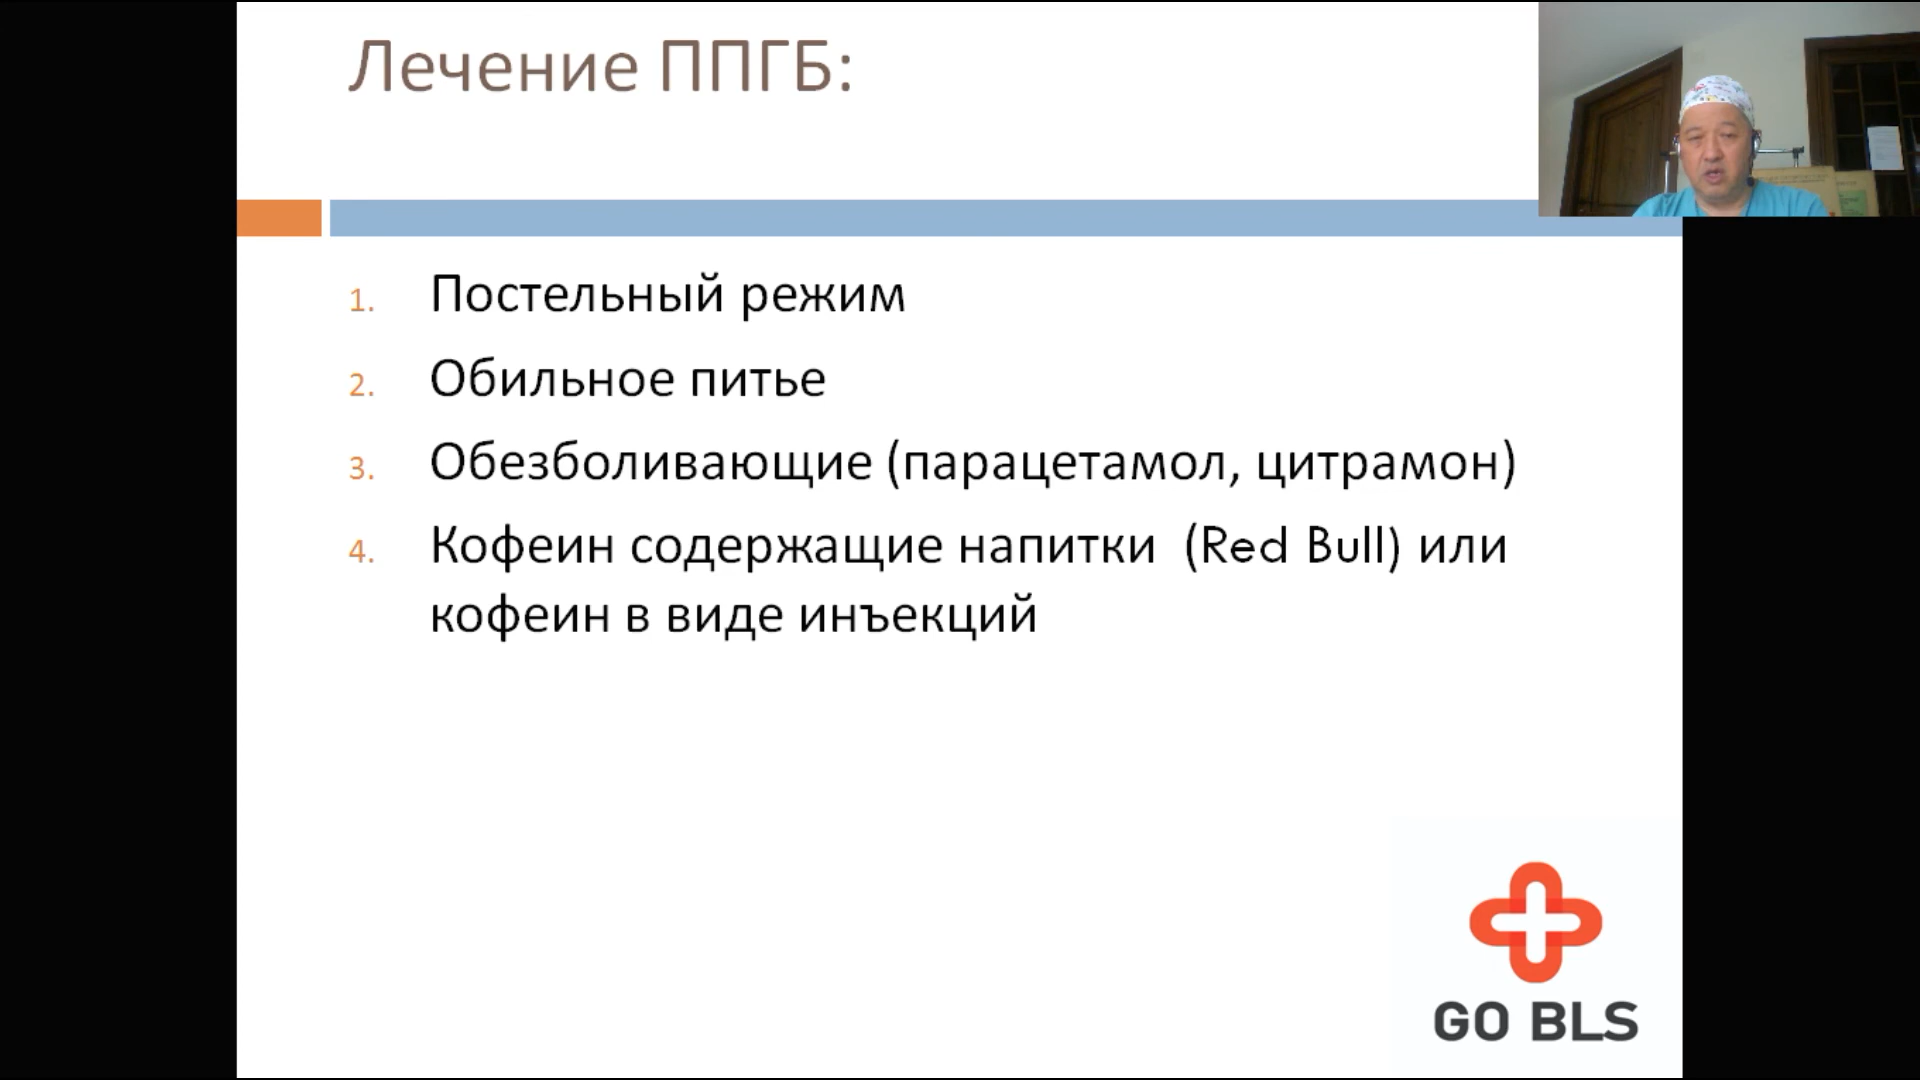 Лечение ППГБ:
1. Постельный режим
2. Обильное питье
3. Обезболивающие (парацетамол, цитрамон)
4. Кофеин содержащие напитки (Red Bull) или
кофеин в виде инъекций
GO BLS